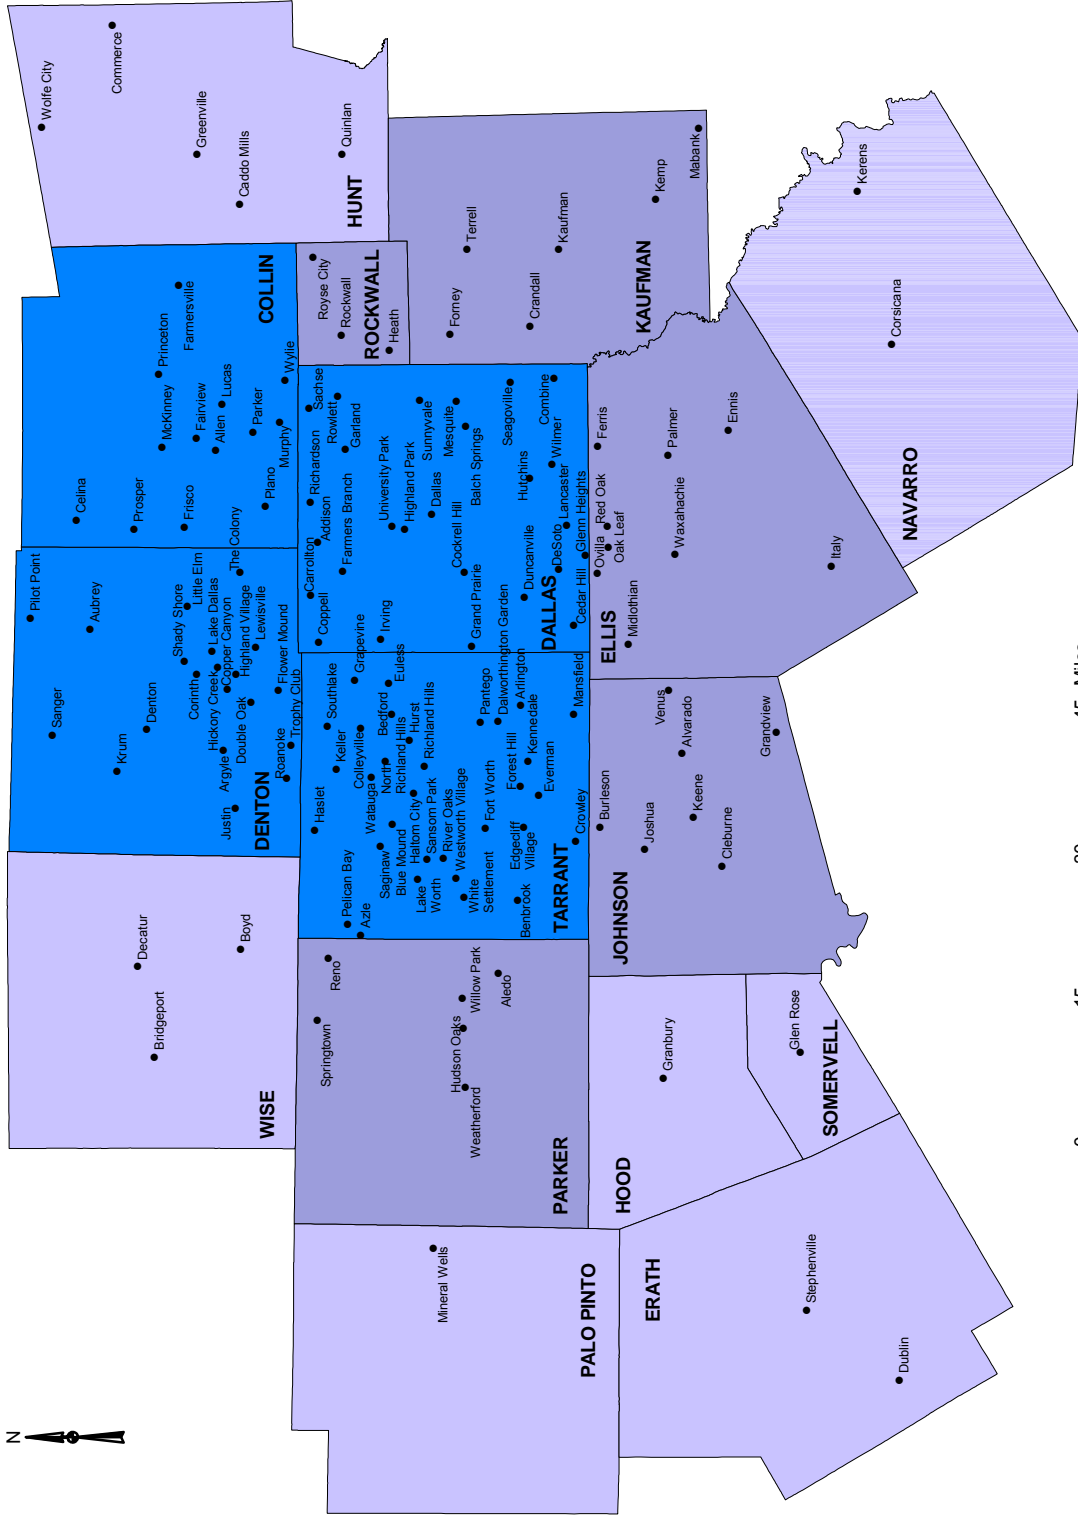 N
Wolfe City
Commerce
Greenville
Caddo Mills
Quinlan
HUNT
Celina
Prosper
Frisco
McKinney
Princeton
Farmersville
Fairview
Allen
Lucas
Parker
Murphy
Wylie
Plano
COLLIN
Pilot Point
Aubrey
Sanger
Krum
Denton
Shady Shore
Little Elm
Corinth
Lake Dallas
Hickory Creek
Copper Canyon
The Colony
Highland Village
Double Oak
Argyle
Justin
Lewisville
Flower Mound
Roanoke
Trophy Club
DENTON
Decatur
Bridgeport
Boyd
WISE
Royse City
Rockwall
Heath
ROCKWALL
Sachse
Rowlett
Richardson
Garland
Addison
Carrollton
Farmers Branch
Coppell
University Park
Highland Park
Sunnyvale
Dallas
Mesquite
Balch Springs
Irving
Cockrell Hill
Grand Prairie
Seagoville
Combine
Hutchins
Wilmer
Lancaster
Duncanville
DeSoto
Glenn Heights
Cedar Hill
DALLAS
Grapevine
Southlake
Keller
Haslet
Colleyville
Euless
Bedford
Hurst
North
Richland Hills
Richland Hills
Watauga
Haltom City
Saginaw
Blue Mound
Pelican Bay
Azle
Sansom Park
River Oaks
Lake
Worth
Westworth Village
White
Settlement
Fort Worth
Pantego
Dalworthington Garden
Arlington
Kennedale
Forest Hill
Everman
Edgecliff
Village
Benbrook
Mansfield
Crowley
TARRANT
Reno
Springtown
Willow Park
Hudson Oaks
Aledo
Weatherford
PARKER
Mineral Wells
PALO PINTO
Terrell
Forney
Kaufman
Crandall
Kemp
Mabank
KAUFMAN
Ferris
Red Oak
Ovilla
Oak Leaf
Palmer
Midlothian
Waxahachie
Ennis
Italy
ELLIS
Kerens
Corsicana
NAVARRO
Burleson
Venus
Alvarado
Joshua
Keene
Cleburne
Grandview
JOHNSON
Granbury
HOOD
Glen Rose
SOMERVELL
Stephenville
Dublin
ERATH